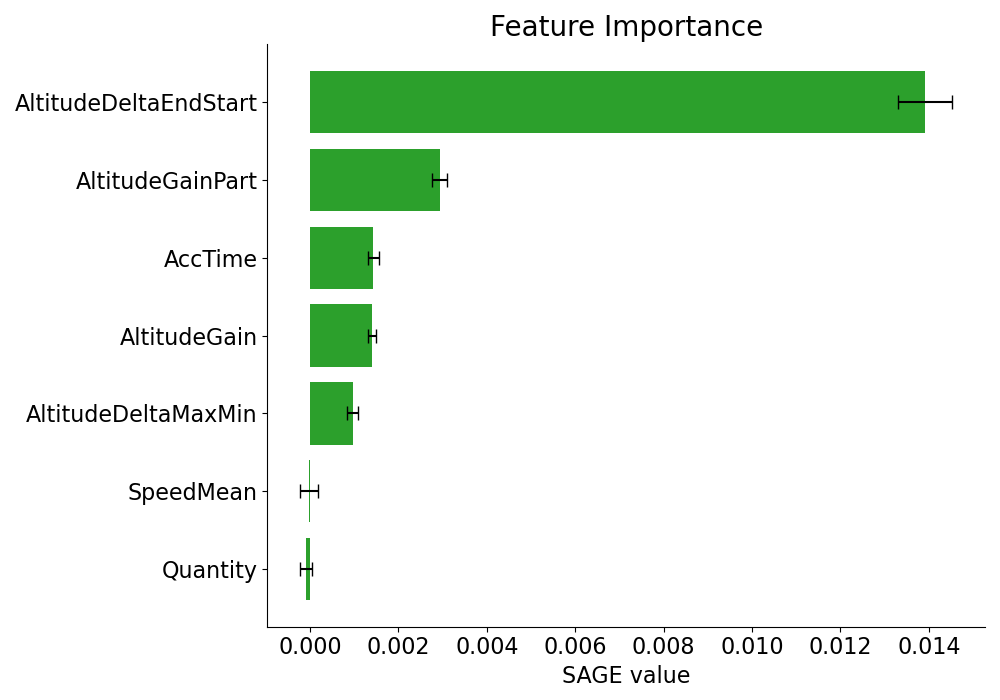 Feature Importance
AltitudeDeltaEndStart
AltitudeGainPart
AccTime
AltitudeGain
AltitudeDeltaMaxMin
SpeedMean
Quantity
0.000 0.002 0.004 0.006 0.008 0.010 0.012 0.014
SAGE value